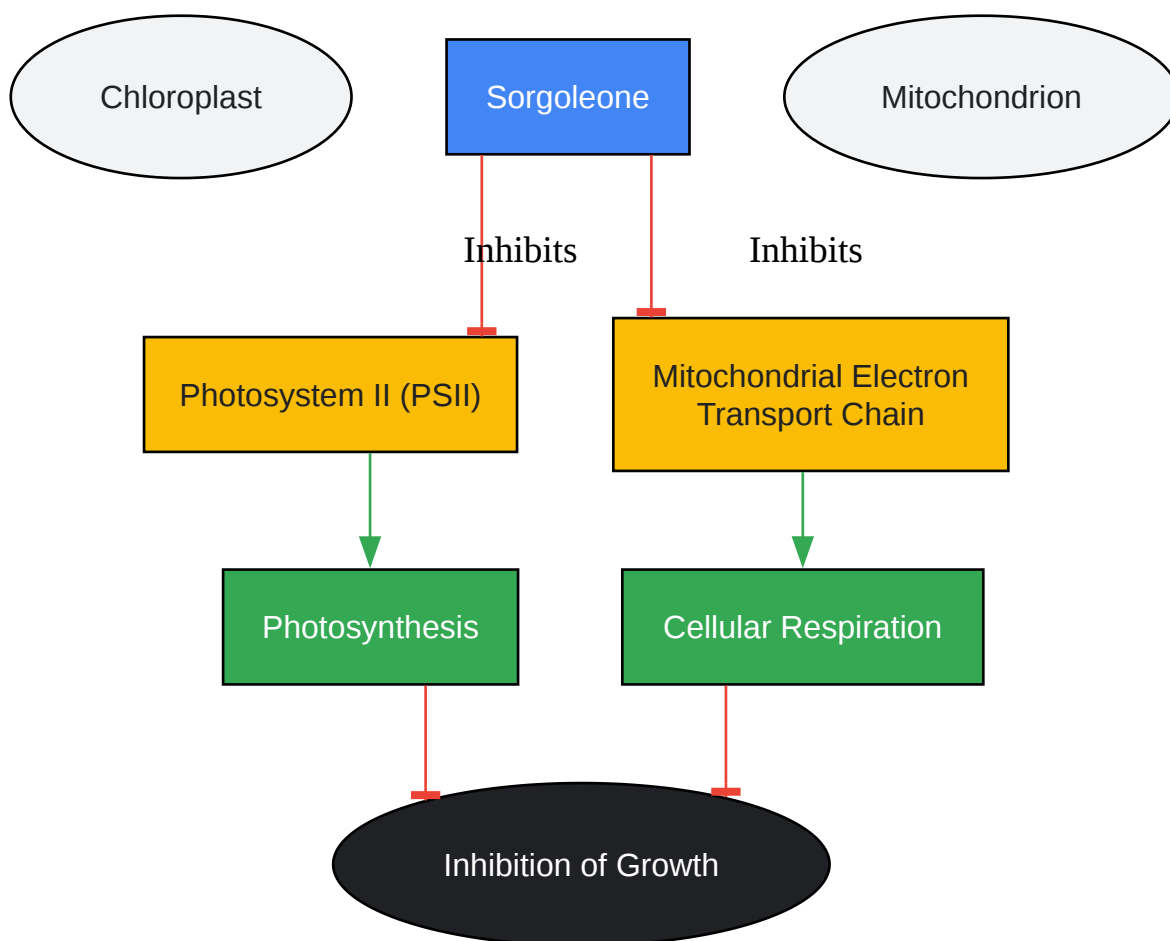 Chloroplast
Sorgoleone
Mitochondrion
Inhibits
Inhibits
Photosystem II (PSII)
Mitochondrial Electron
Transport Chain
Photosynthesis
Cellular Respiration
Inhibition of Growth